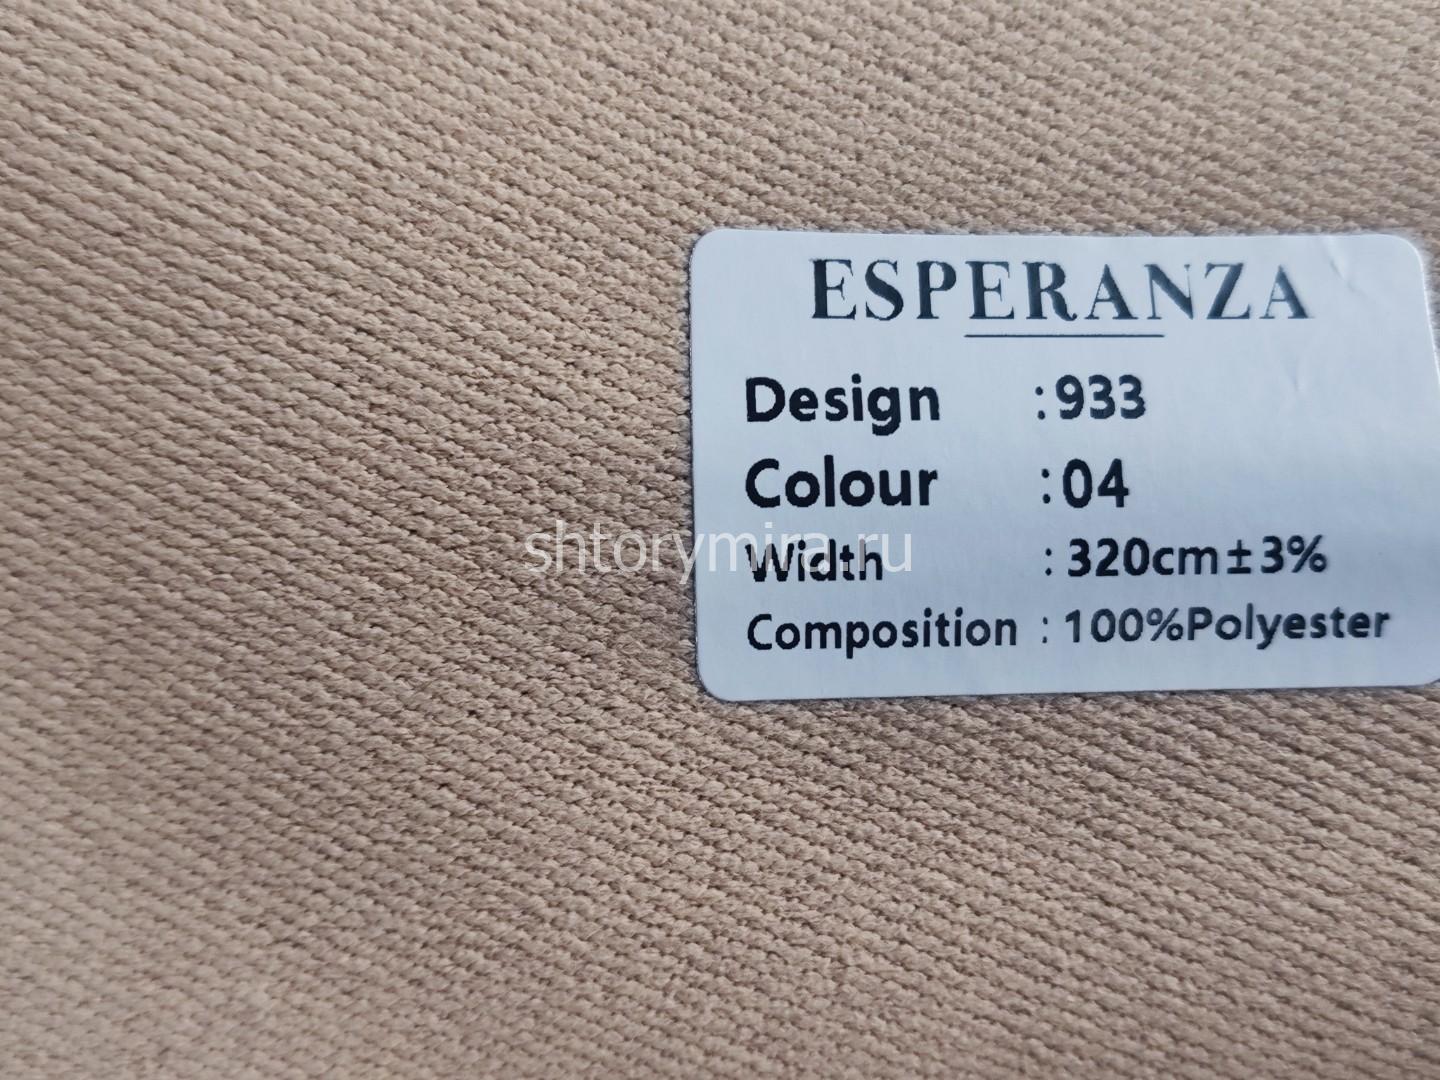 ESPERANZA
Design :933
Colour :04
Width : 320cm±3%
Composition : 100%Polyester
shtorymira.ru